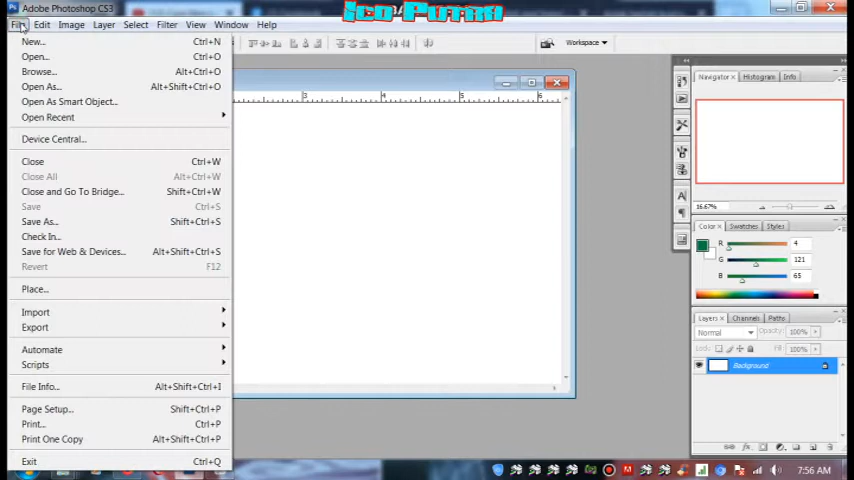 Adobe Photoshop CS3
Ico Putra
File Edit Image Layer Select Filter View Window Help
New... Ctrl+N
Open... Ctrl+O
Browse... Alt+Ctrl+O
Open As... Alt+Shift+Ctrl+O
Open As Smart Object...
Open Recent
Device Central...
Close Ctrl+W
Close All Alt+Ctrl+W
Close and Go To Bridge... Shift+Ctrl+W
Save Ctrl+S
Save As... Shift+Ctrl+S
Check In...
Save for Web & Devices... Alt+Shift+Ctrl+S
Revert F12
Place...
Import
Export
Automate
Scripts
File Info... Alt+Shift+Ctrl+I
Page Setup... Shift+Ctrl+P
Print... Ctrl+P
Print One Copy Alt+Shift+Ctrl+P
Exit Ctrl+Q
Workspace
3 4 5 6
Navigator x Histogram Info
16.67%
Color x Swatches Styles
R 4
G 121
B 65
Layers x Channels Paths
Normal Opacity: 100%
Lock: Fill: 100%
Background
7:56 AM